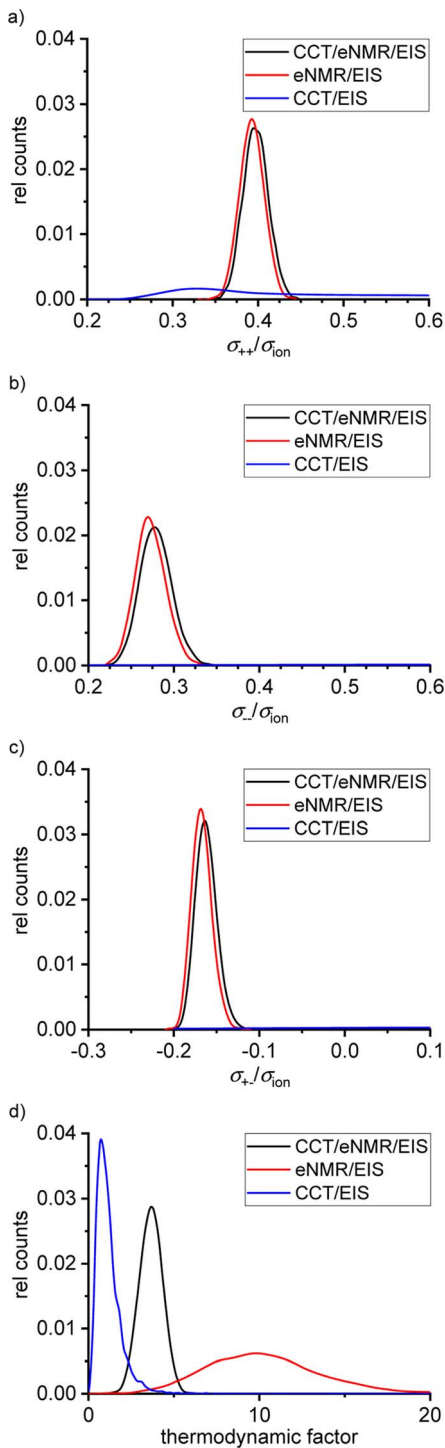 a)
CCT/eNMR/EIS
eNMR/EIS
CCT/EIS
rel counts
0.04
0.03
0.02
0.01
0.00
0.2 0.3 0.4 0.5 0.6
σ++/σion
b)
CCT/eNMR/EIS
eNMR/EIS
CCT/EIS
rel counts
0.04
0.03
0.02
0.01
0.00
0.2 0.3 0.4 0.5 0.6
σ--/σion
c)
CCT/eNMR/EIS
eNMR/EIS
CCT/EIS
rel counts
0.04
0.03
0.02
0.01
0.00
-0.3 -0.2 -0.1 0.0 0.1
σ+-/σion
d)
CCT/eNMR/EIS
eNMR/EIS
CCT/EIS
rel counts
0.04
0.03
0.02
0.01
0.00
0 10 20
thermodynamic factor